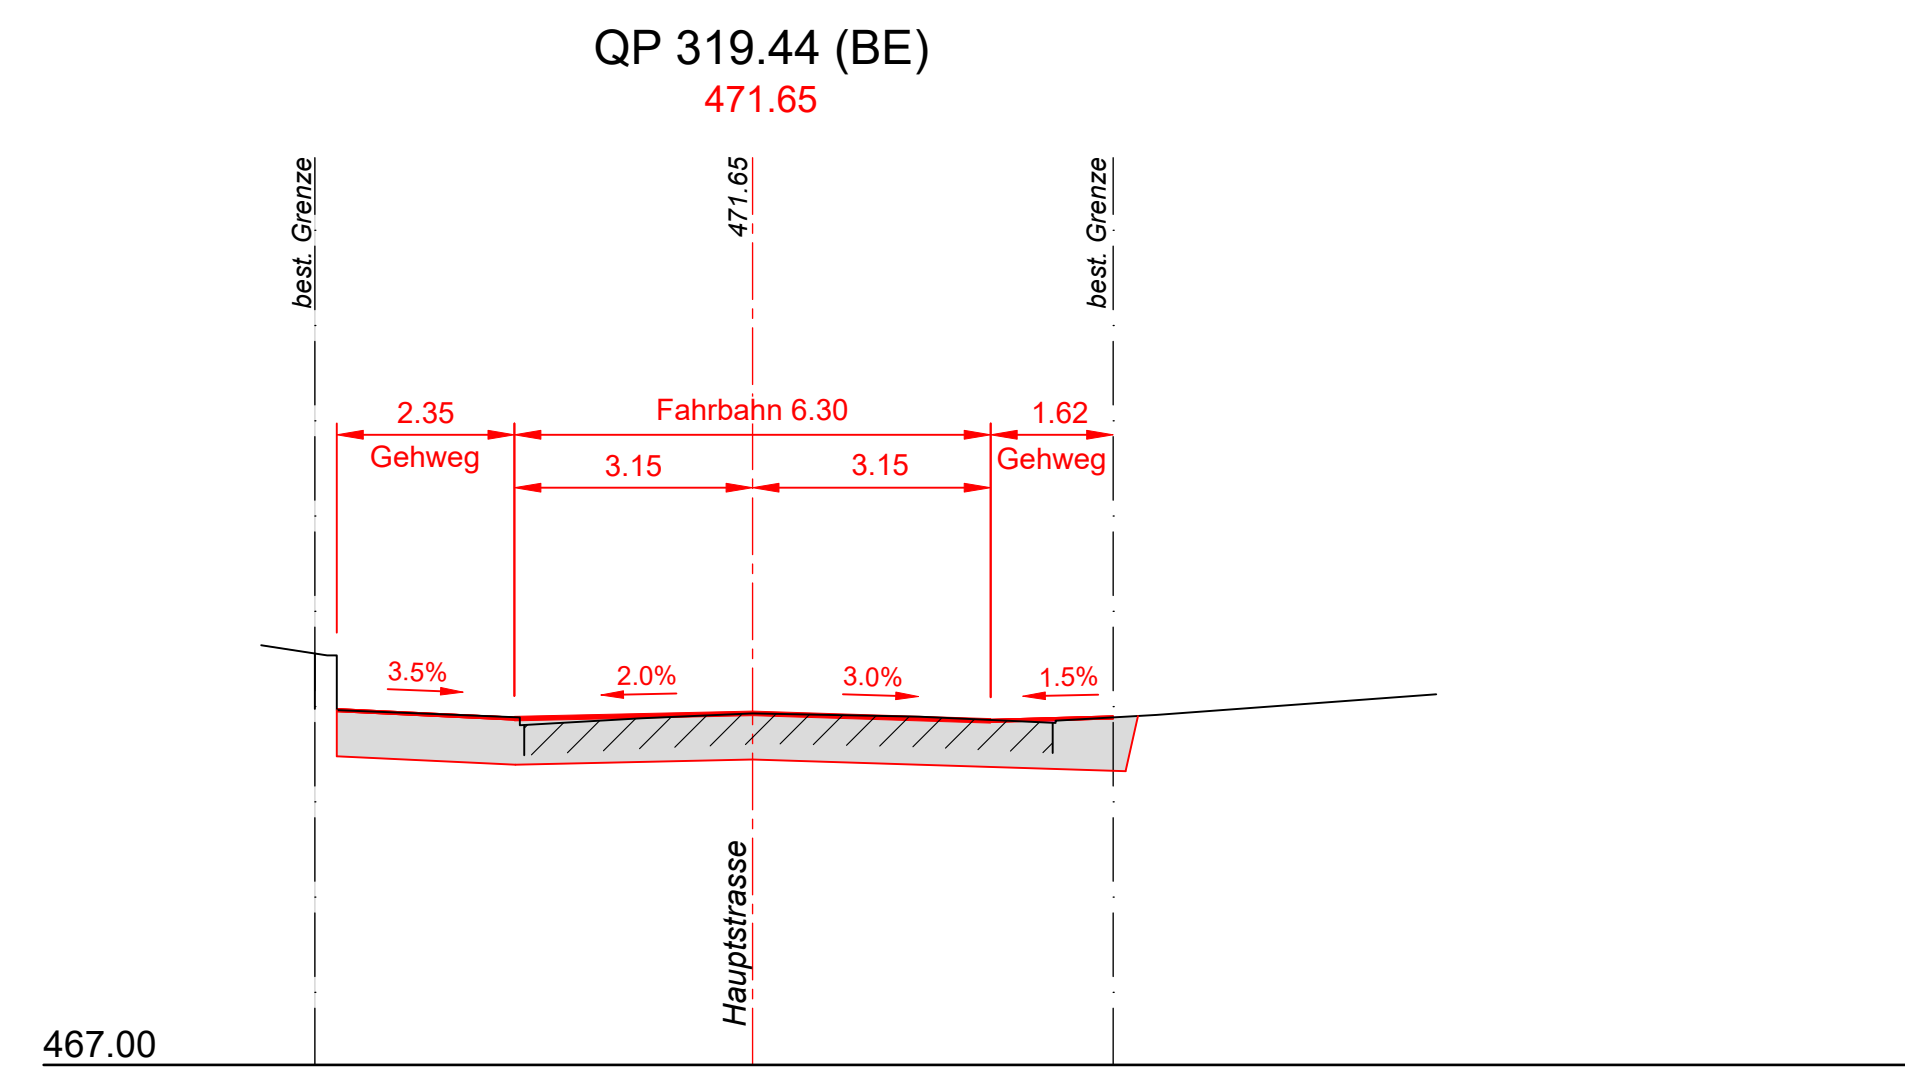 QP 319.44 (BE)
471.65
best. Grenze
471.65
best. Grenze
2.35
Fahrbahn 6.30
1.62
Gehweg
3.15
3.15
Gehweg
3.5%
2.0%
3.0%
1.5%
Hauptstrasse
467.00